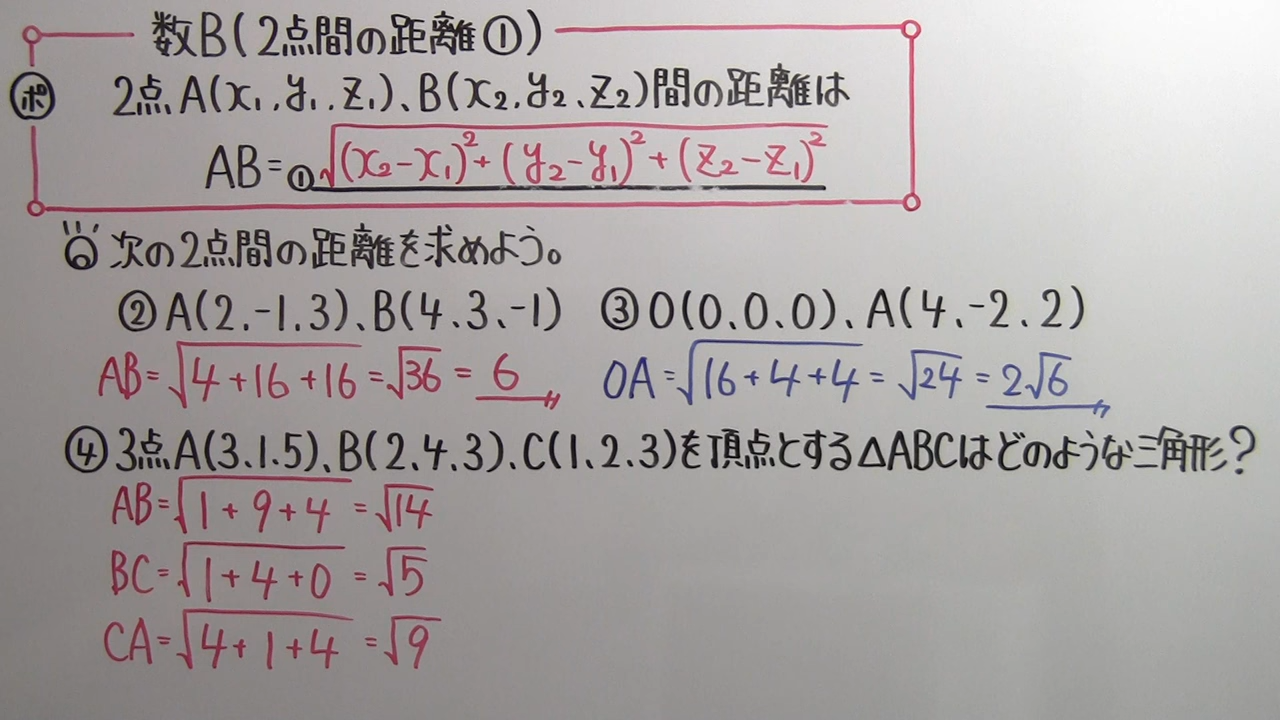 数B(2点間の距離①)
ポ 2点A(x₁,y₁,z₁)、B(x₂,y₂,z₂)間の距離は
AB=①√(x₂-x₁)²+(y₂-y₁)²+(z₂-z₁)²
次の2点間の距離を求めよう。
②A(2,-1,3)、B(4,3,-1) ③O(0,0,0)、A(4,-2,2)
AB=√4+16+16=√36=6 OA=√16+4+4=√24=2√6
④3点A(3,1,5)、B(2,4,3)、C(1,2,3)を頂点とする△ABCはどのような三角形?
AB=√1+9+4=√14
BC=√1+4+0=√5
CA=√4+1+4=√9